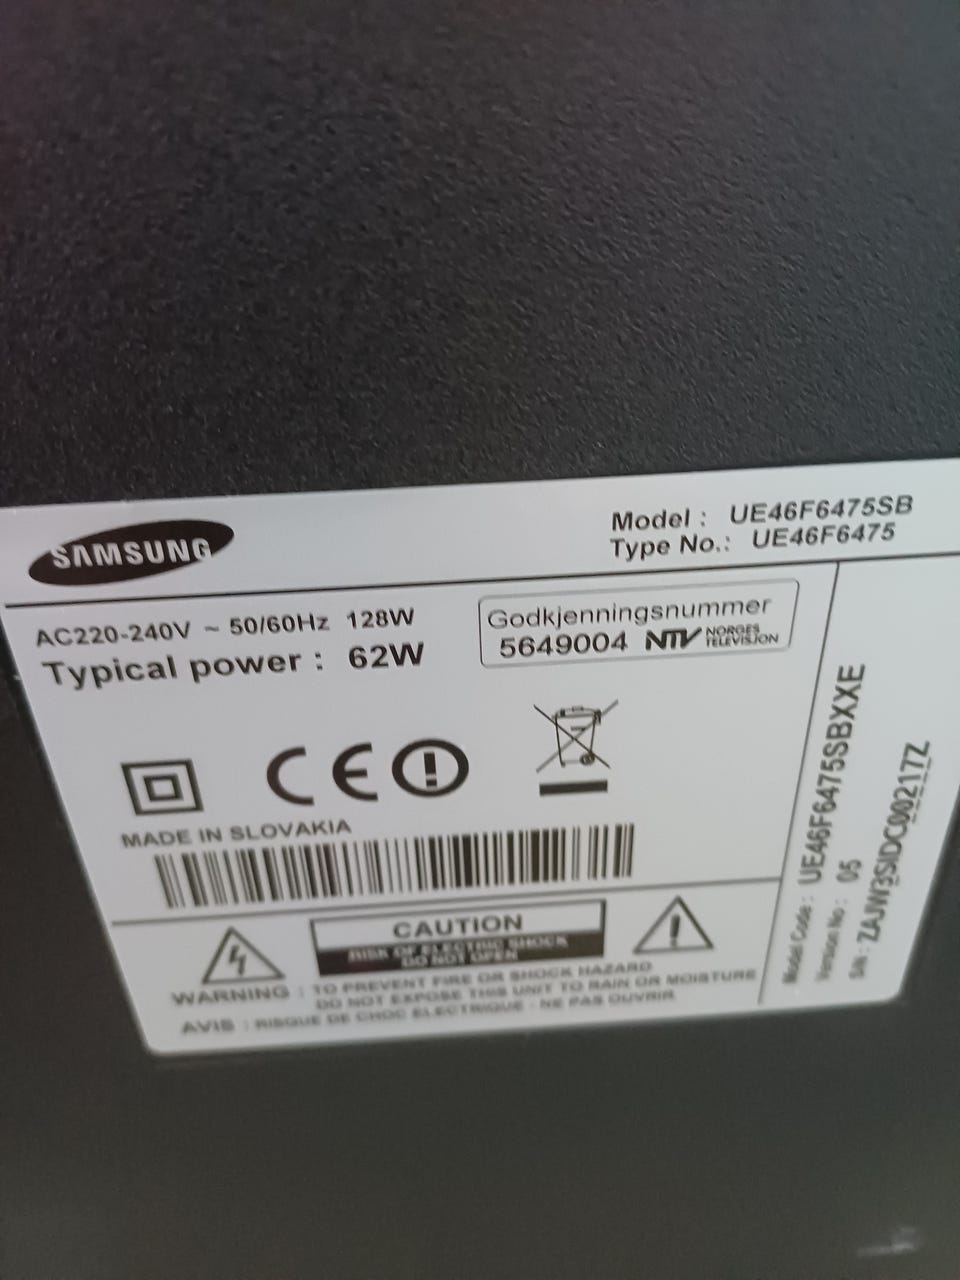 SAMSUNG
Model : UE46F6475SB
Type No.: UE46F6475
AC220-240V ~ 50/60Hz 128W
Typical power : 62W
Godkjenningsnummer
5649004 NTV NORGES
TELEVISJON
CE
MADE IN SLOVAKIA
CAUTION
RISK OF ELECTRIC SHOCK
DO NOT OPEN
WARNING : TO PREVENT FIRE OR SHOCK HAZARD
DO NOT EXPOSE THIS UNIT TO RAIN OR MOISTURE
AVIS : RISQUE DE CHOC ELECTRIQUE - NE PAS OUVRIR
Model Code : UE46F6475SBXXE
Version No : 05
S/N : ZAJW3SIDC00217Z